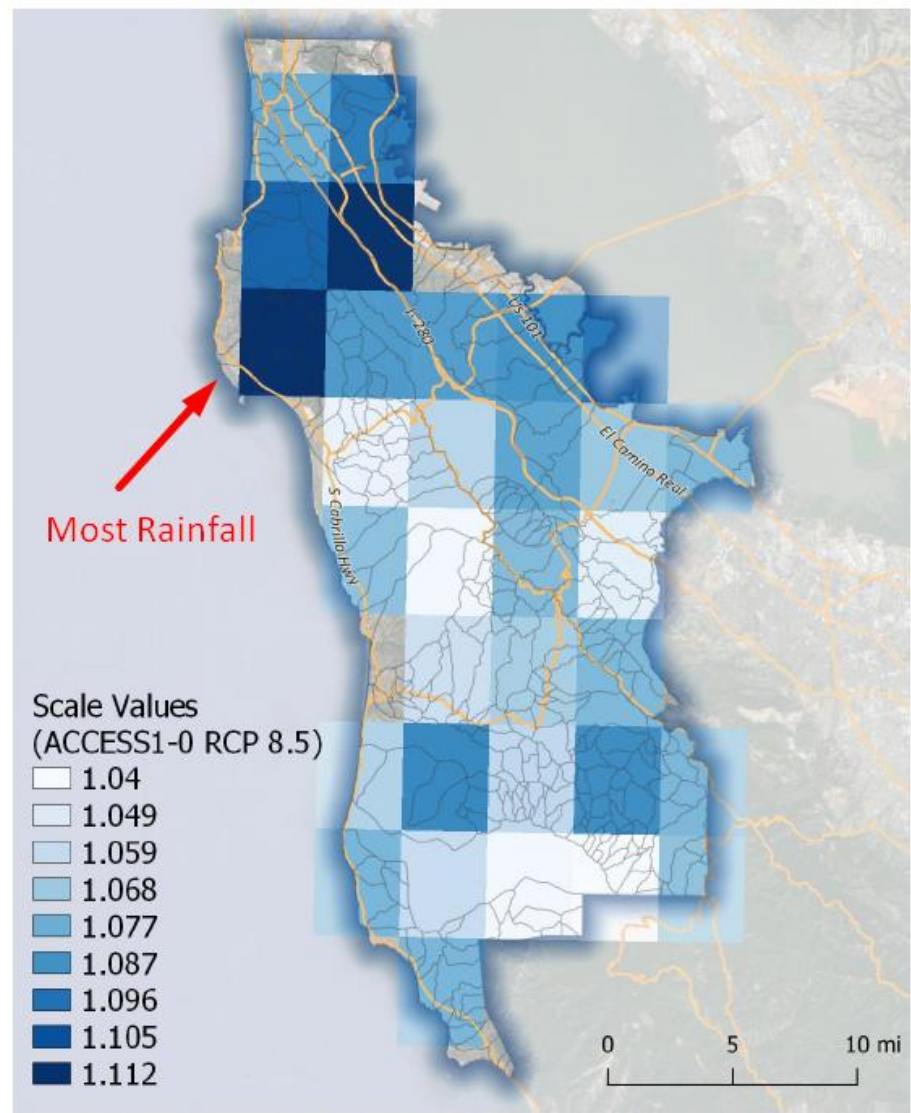 I- 280
US 101
El Camino Real
S Cabrillo Hwy
Most Rainfall
Scale Values
(ACCESS1-0 RCP 8.5)
1.04
1.049
1.059
1.068
1.077
1.087
1.096
1.105
1.112
0 5 10 mi